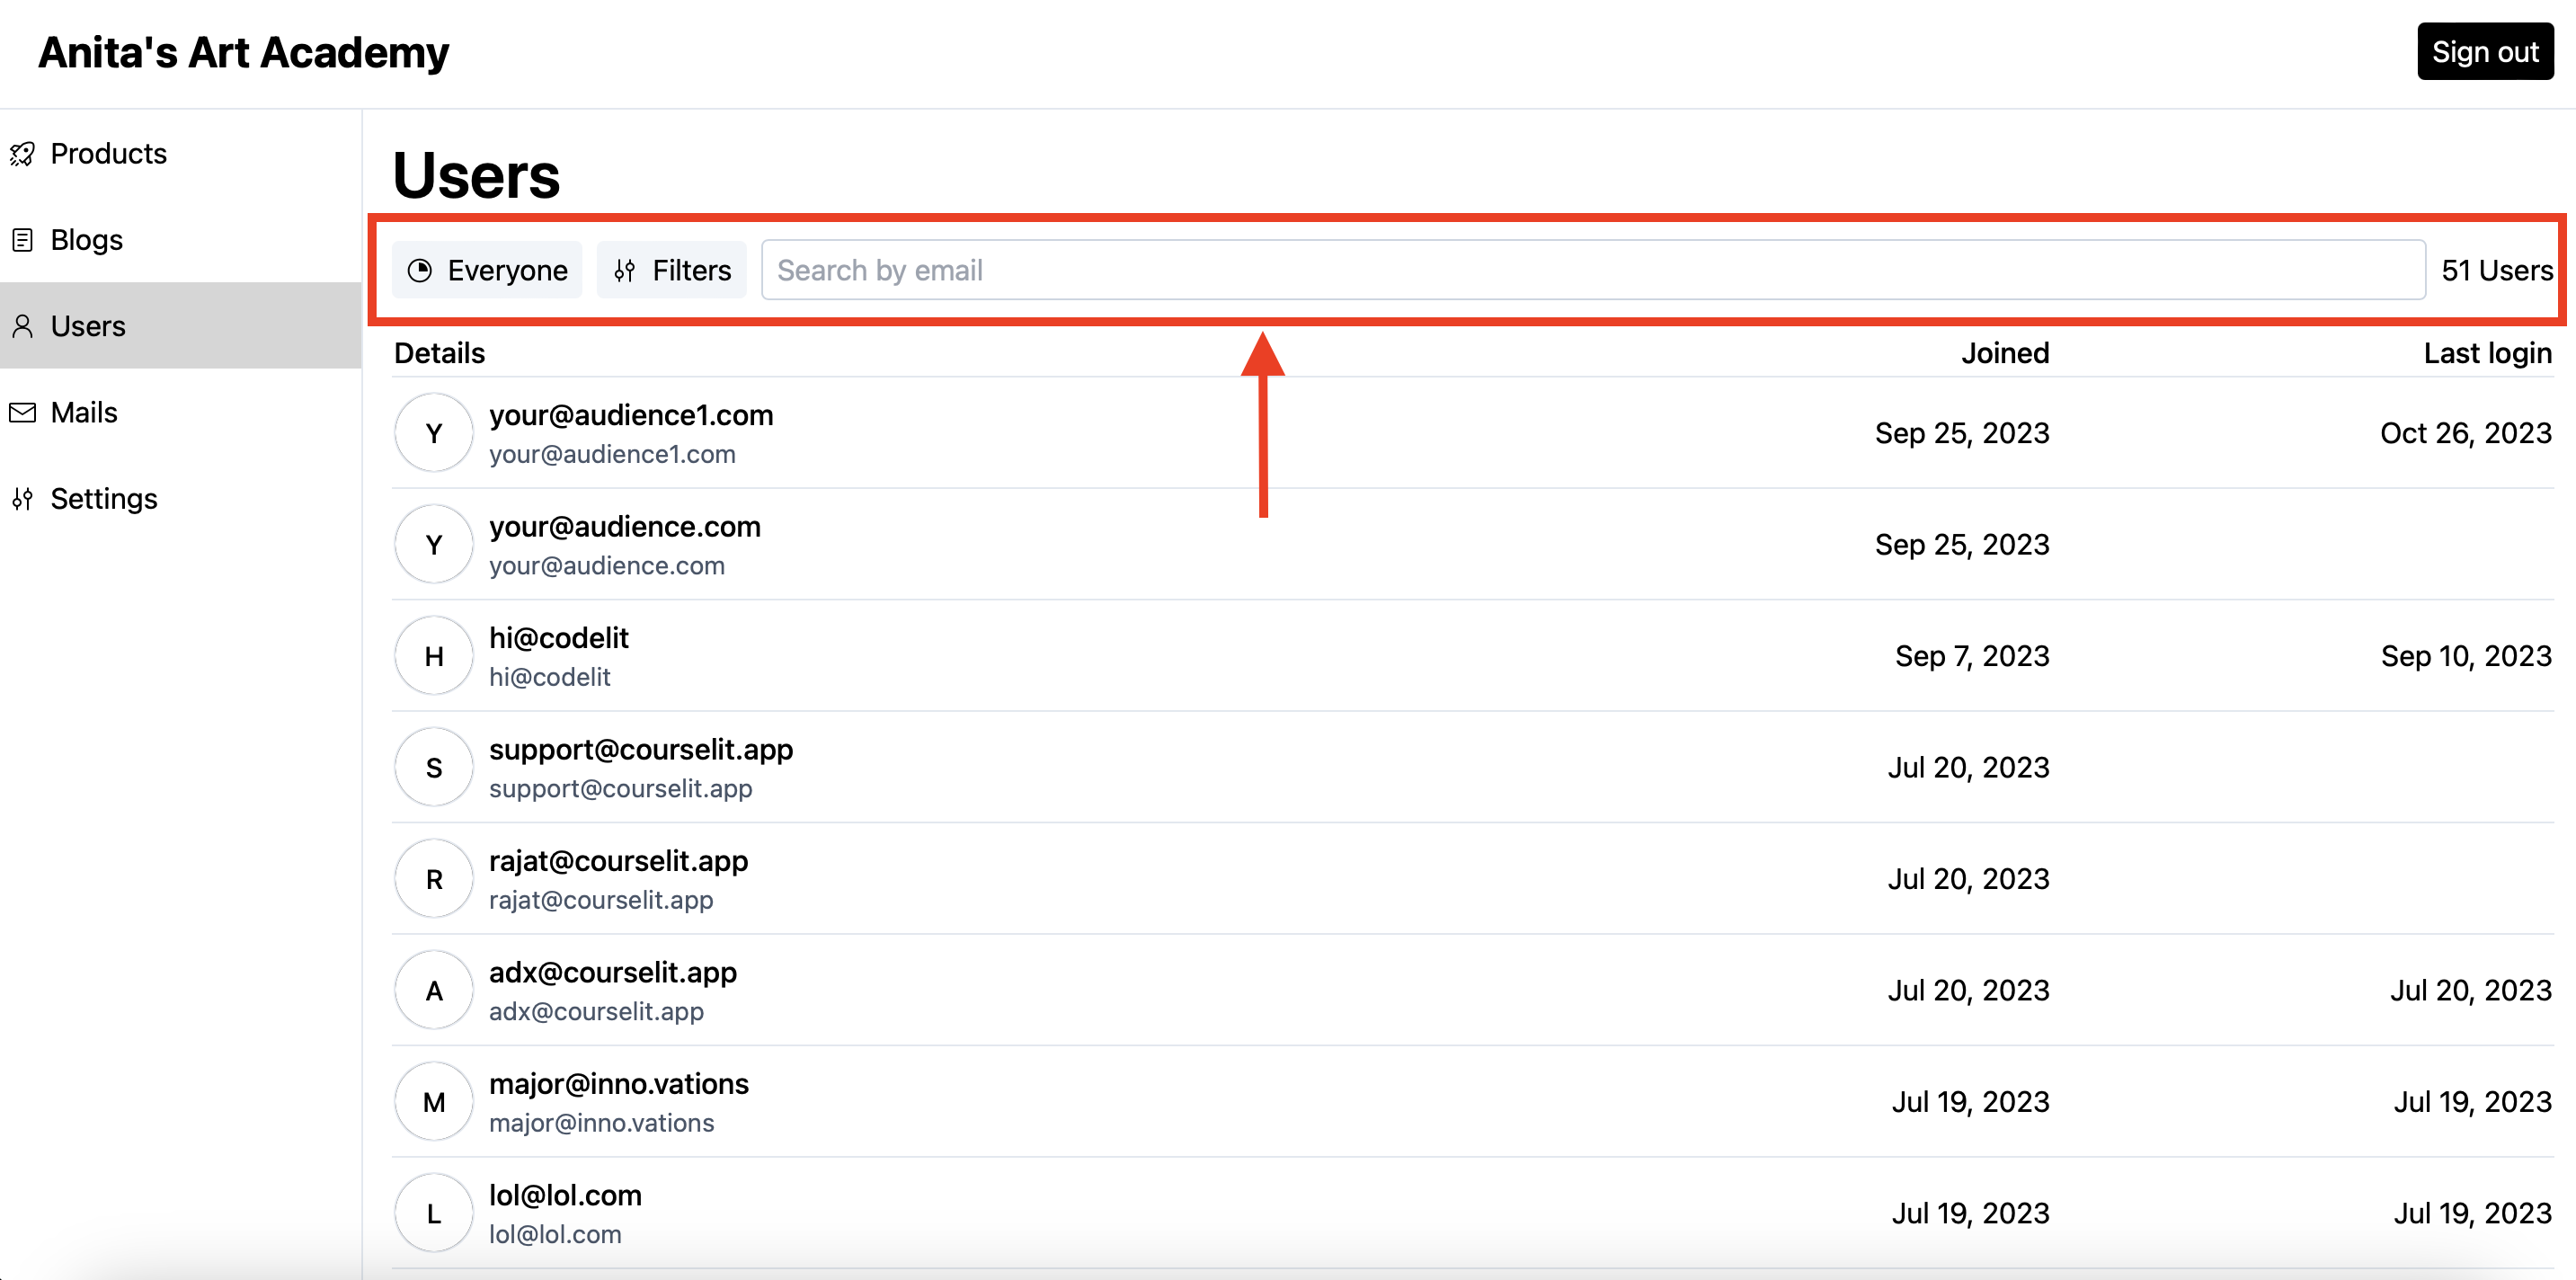 Anita's Art Academy
Sign out
Products
Blogs
Users
Mails
Settings
Users
Everyone Filters Search by email 51 Users
Details Joined Last login
Y your@audience1.com Sep 25, 2023 Oct 26, 2023
your@audience1.com
Y your@audience.com Sep 25, 2023
your@audience.com
H hi@codelit Sep 7, 2023 Sep 10, 2023
hi@codelit
S support@courselit.app Jul 20, 2023
support@courselit.app
R rajat@courselit.app Jul 20, 2023
rajat@courselit.app
A adx@courselit.app Jul 20, 2023 Jul 20, 2023
adx@courselit.app
M major@inno.vations Jul 19, 2023 Jul 19, 2023
major@inno.vations
L lol@lol.com Jul 19, 2023 Jul 19, 2023
lol@lol.com